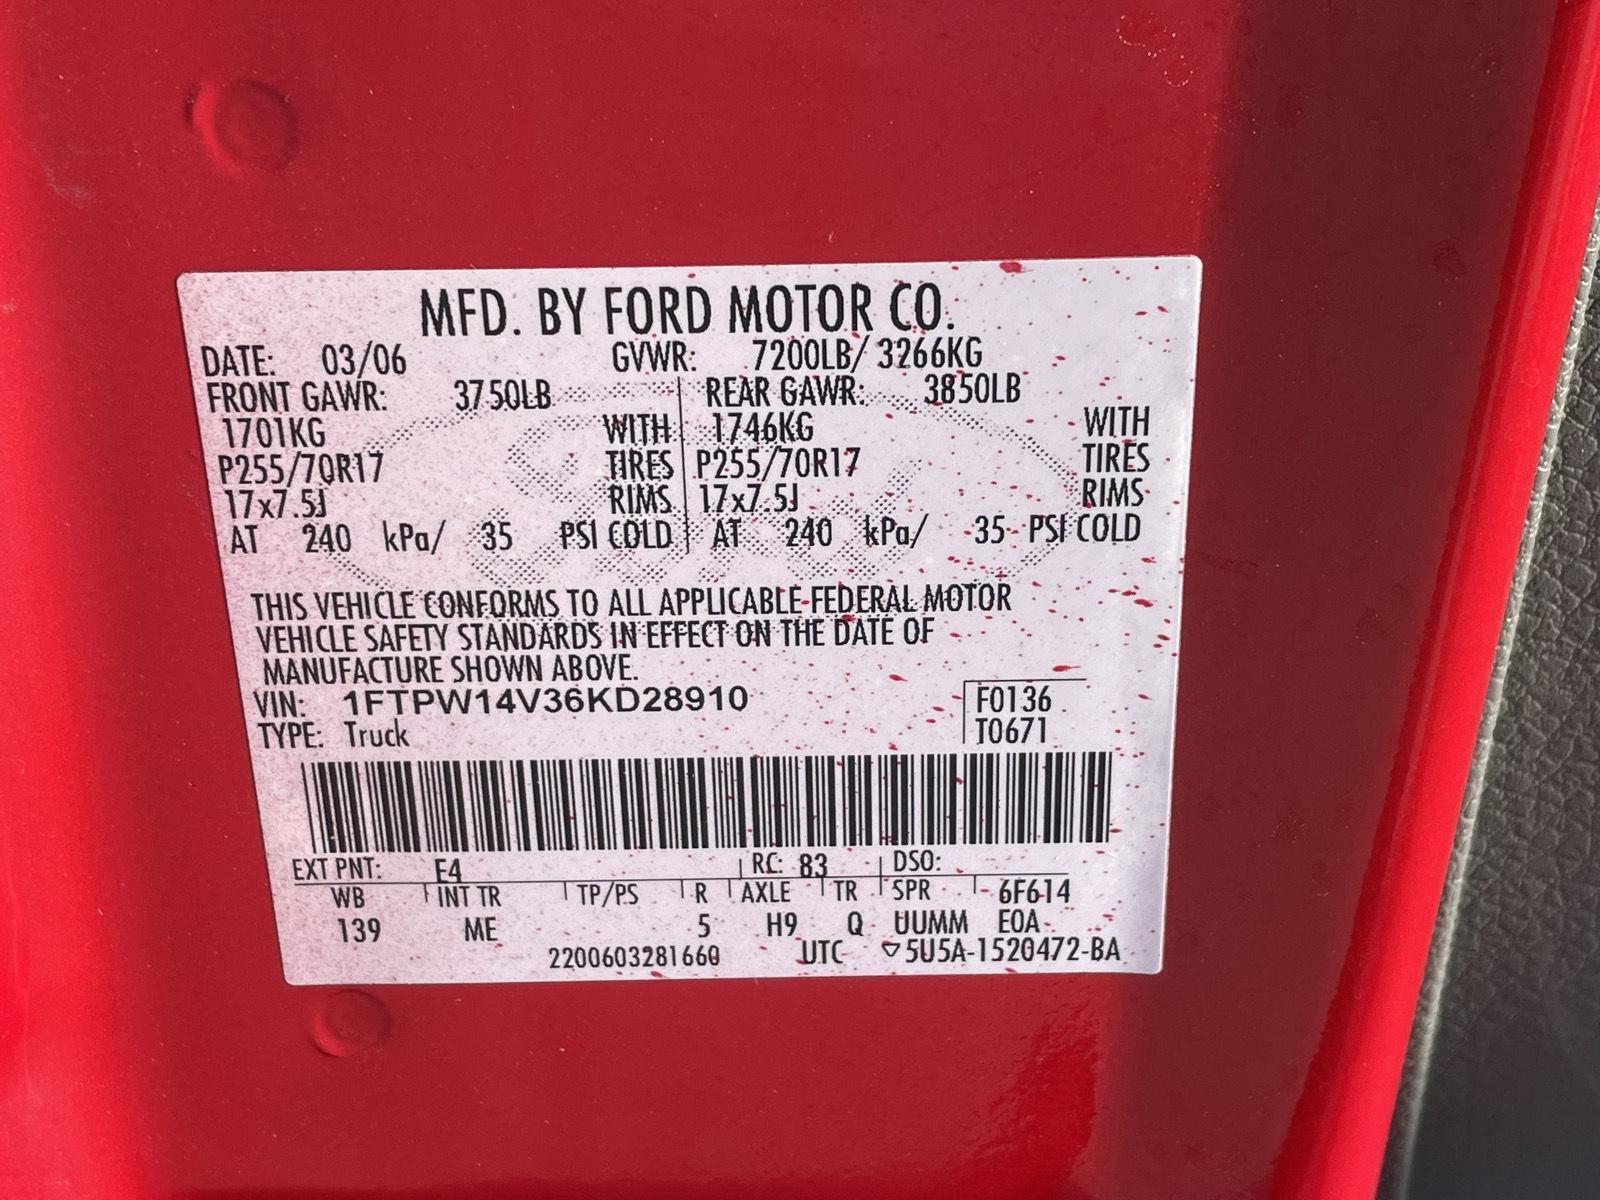 MFD. BY FORD MOTOR CO.
DATE: 03/06 GVWR: 7200LB/ 3266KG
FRONT GAWR: 3750LB REAR GAWR: 3850LB
1701KG WITH 1746KG WITH
P255/70R17 TIRES P255/70R17 TIRES
17x7.5J RIMS 17x7.5J RIMS
AT 240 kPa/ 35 PSI COLD AT 240 kPa/ 35 PSI COLD
THIS VEHICLE CONFORMS TO ALL APPLICABLE FEDERAL MOTOR
VEHICLE SAFETY STANDARDS IN EFFECT ON THE DATE OF
MANUFACTURE SHOWN ABOVE.
VIN: 1FTPW14V36KD28910 F0136
TYPE: Truck T0671
EXT PNT: E4 RC: 83 DSO:
WB INT TR TP/PS R AXLE TR SPR 6F614
139 ME 5 H9 Q UUMM EOA
2200603281660 UTC 5U5A-1520472-BA